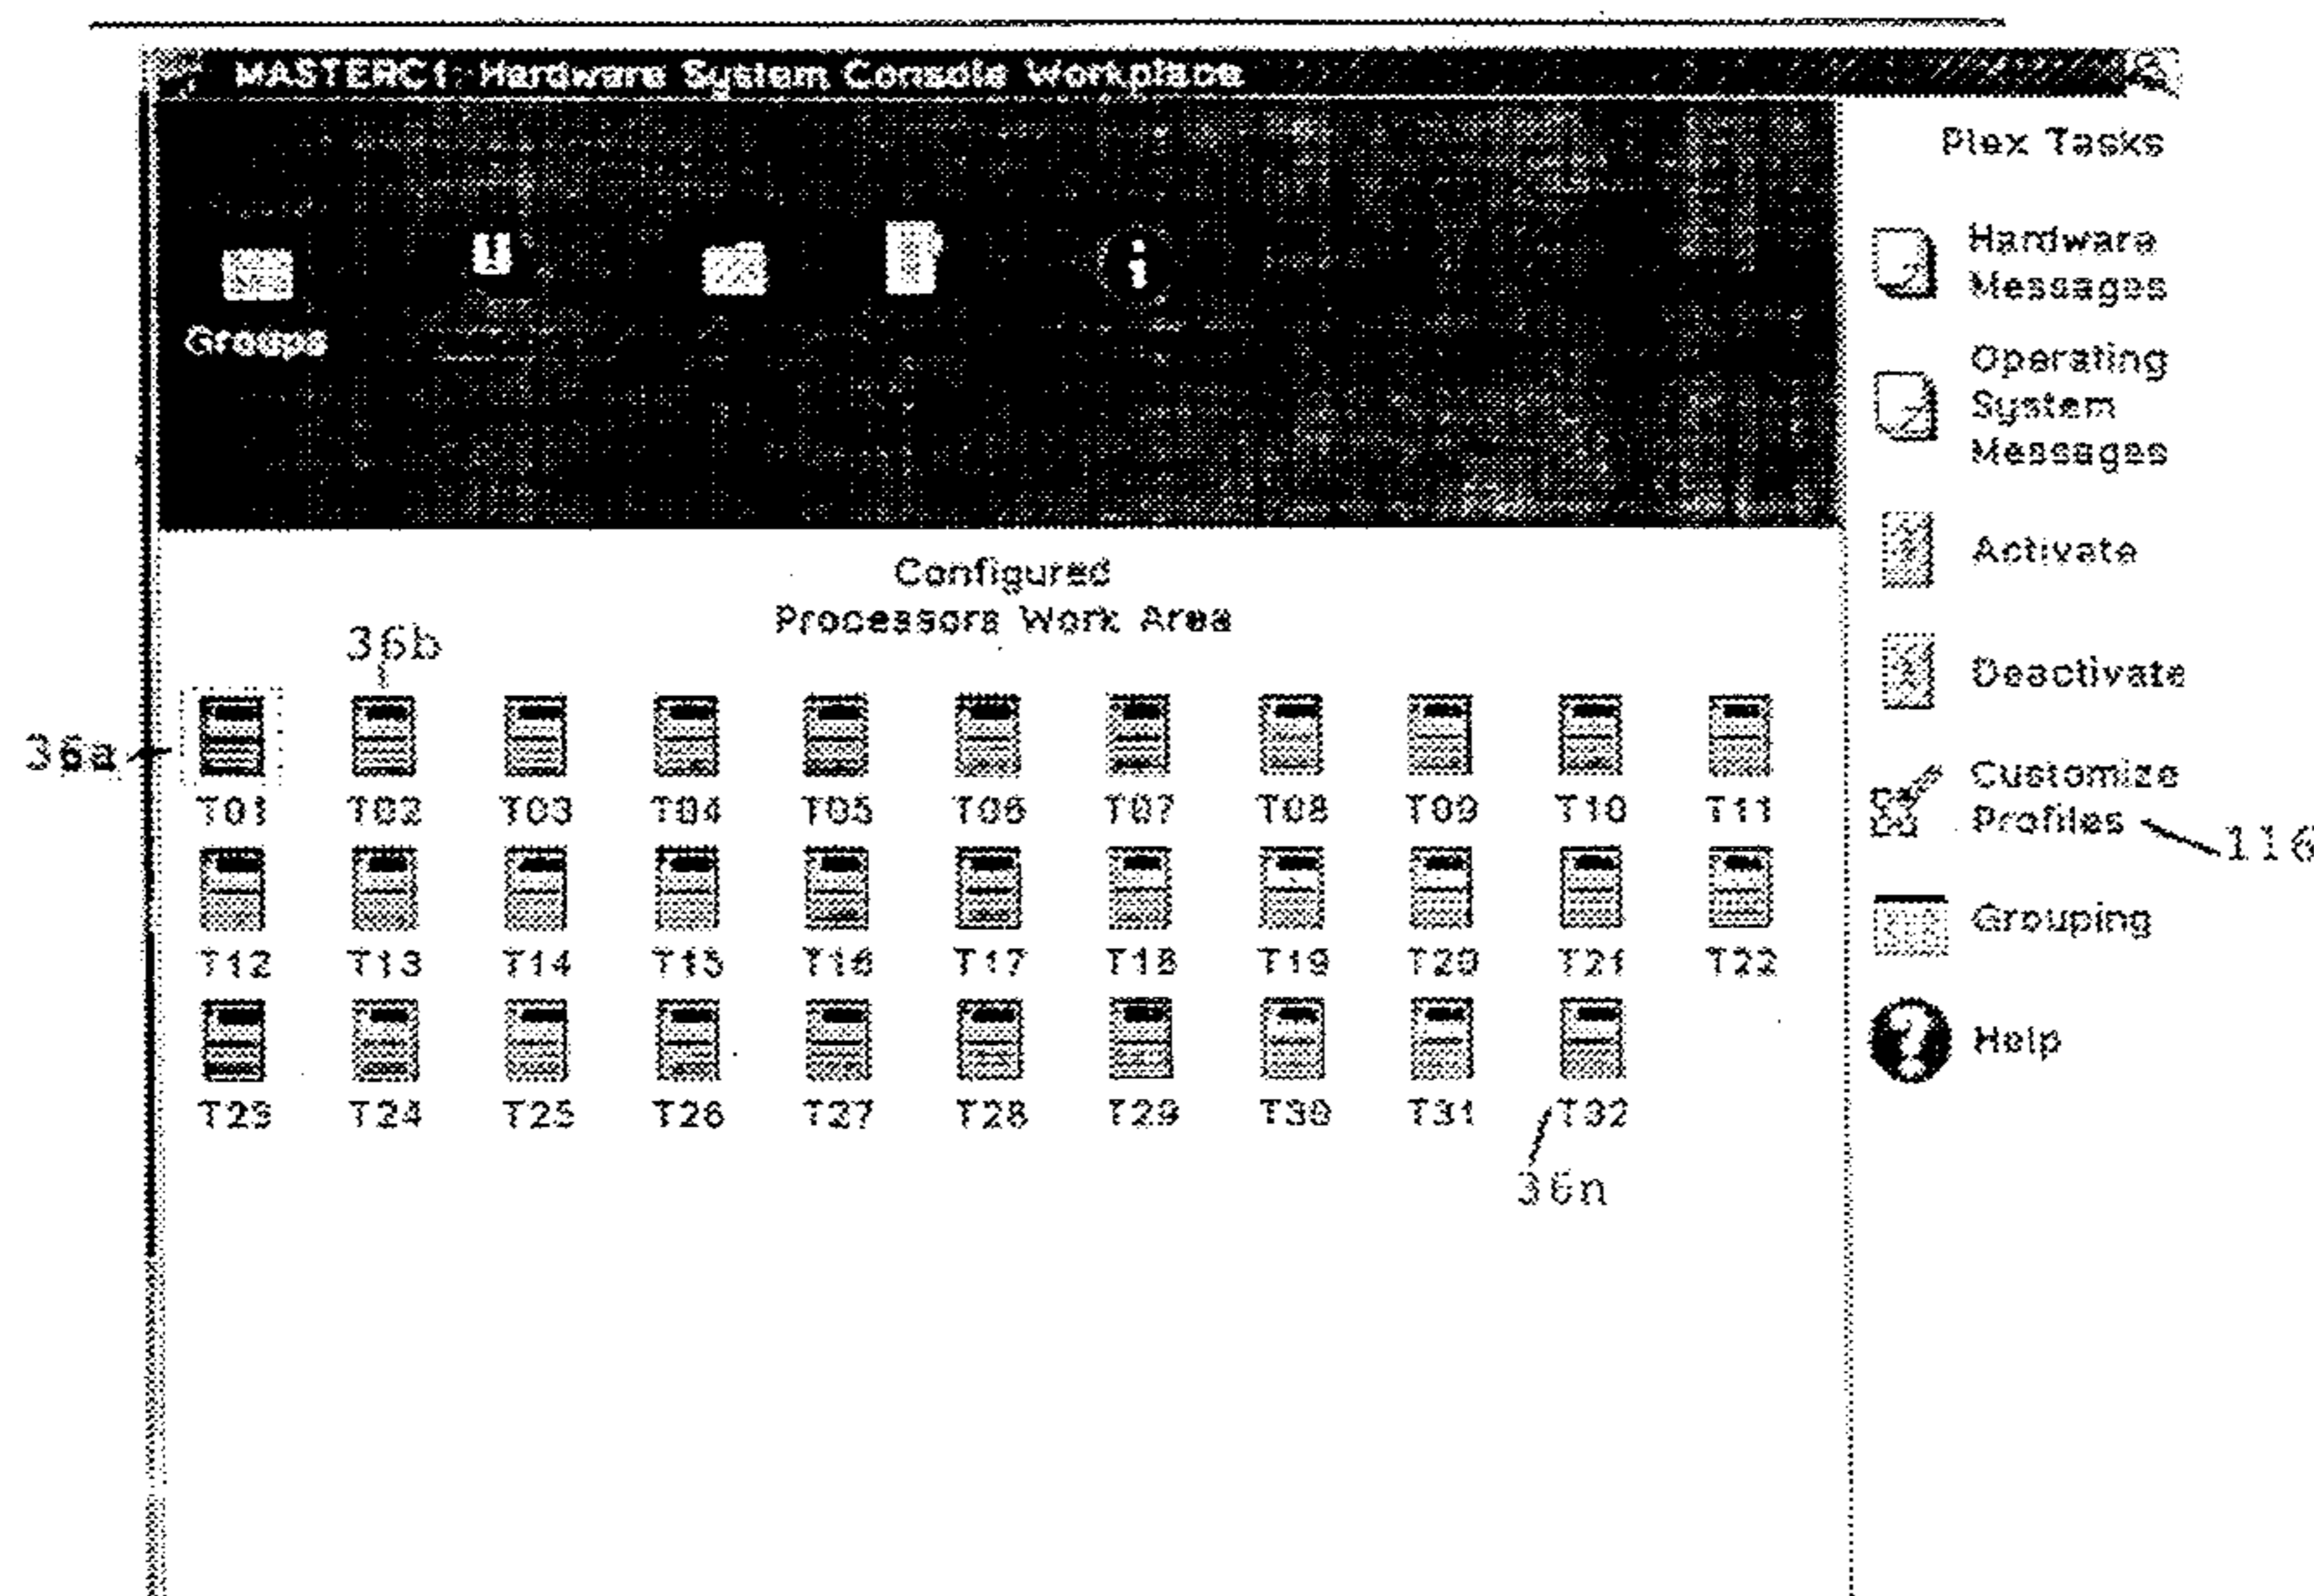 MASTERC1: Hardware System Console Workplace
Plex Tasks
Groups
Hardware
Messages
Operating
System
Messages
Activate
Deactivate
Customize
Profiles
116
Grouping
Help
Configured
Processors Work Area
36b
36a
T01 T02 T03 T04 T05 T06 T07 T08 T09 T10 T11
T12 T13 T14 T15 T16 T17 T18 T19 T20 T21 T22
T23 T24 T25 T26 T27 T28 T29 T30 T31 T32
36n